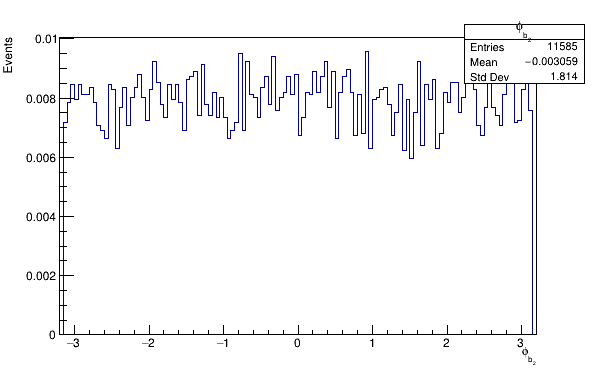 ϕb2
Entries 11585
Mean −0.003059
Std Dev 1.814
Events
0.01
0.008
0.006
0.004
0.002
0
−3 −2 −1 0 1 2 3
ϕb2